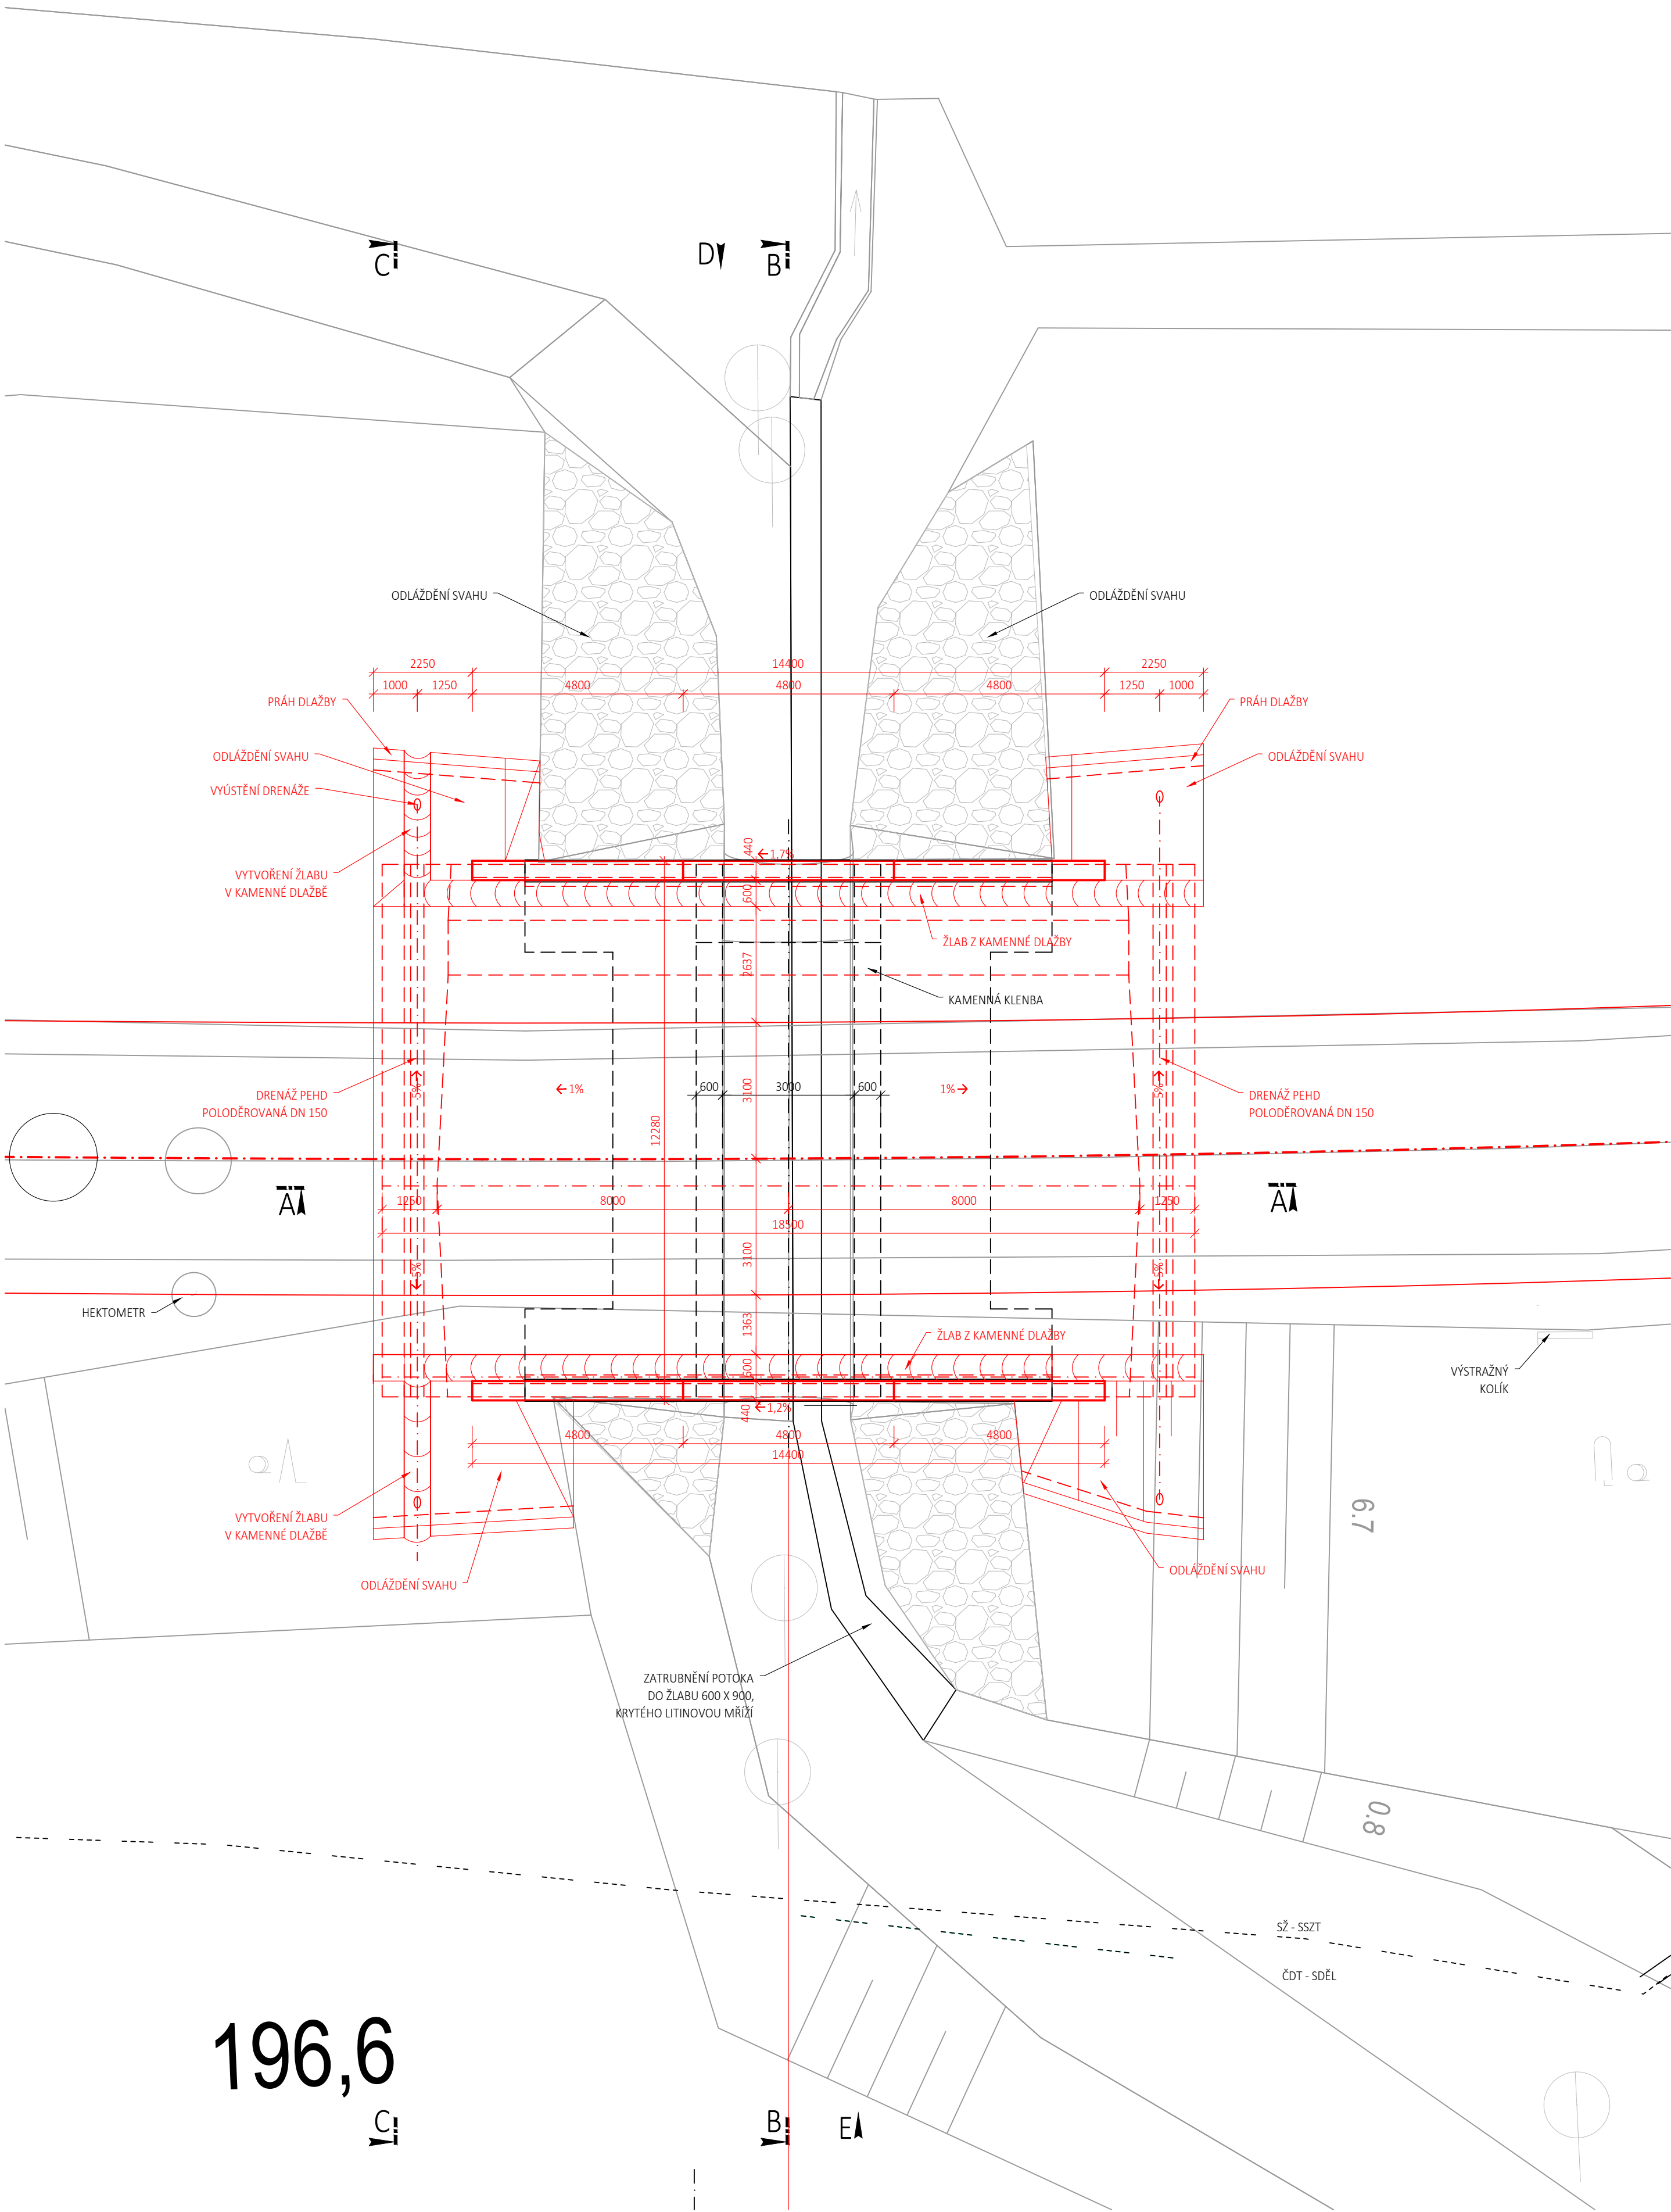 C
D
B
ODLÁŽDĚNÍ SVAHU
ODLÁŽDĚNÍ SVAHU
2250
14400
2250
1000
1250
4800
4800
4800
1250
1000
PRÁH DLAŽBY
PRÁH DLAŽBY
ODLÁŽDĚNÍ SVAHU
ODLÁŽDĚNÍ SVAHU
VYÚSTĚNÍ DRENÁŽE
440
1,7%
VYTVOŘENÍ ŽLABU
V KAMENNÉ DLAŽBĚ
600
ŽLAB Z KAMENNÉ DLAŽBY
2637
KAMENNÁ KLENBA
DRENÁŽ PEHD
POLODĚROVANÁ DN 150
5%
1%
600
3000
600
1%
5%
DRENÁŽ PEHD
POLODĚROVANÁ DN 150
3100
12280
A
A
1250
8000
8000
1250
18500
3100
5%
5%
HEKTOMETR
1363
ŽLAB Z KAMENNÉ DLAŽBY
600
VÝSTRAŽNÝ
KOLÍK
440
1,2%
4800
4800
4800
14400
VYTVOŘENÍ ŽLABU
V KAMENNÉ DLAŽBĚ
6.7
ODLÁŽDĚNÍ SVAHU
ODLÁŽDĚNÍ SVAHU
ZATRUBNĚNÍ POTOKA
DO ŽLABU 600 X 900,
KRYTÉHO LITINOVOU MŘÍŽÍ
0.8
SŽ - SSZT
ČDT - SDĚL
196,6
C
B
E